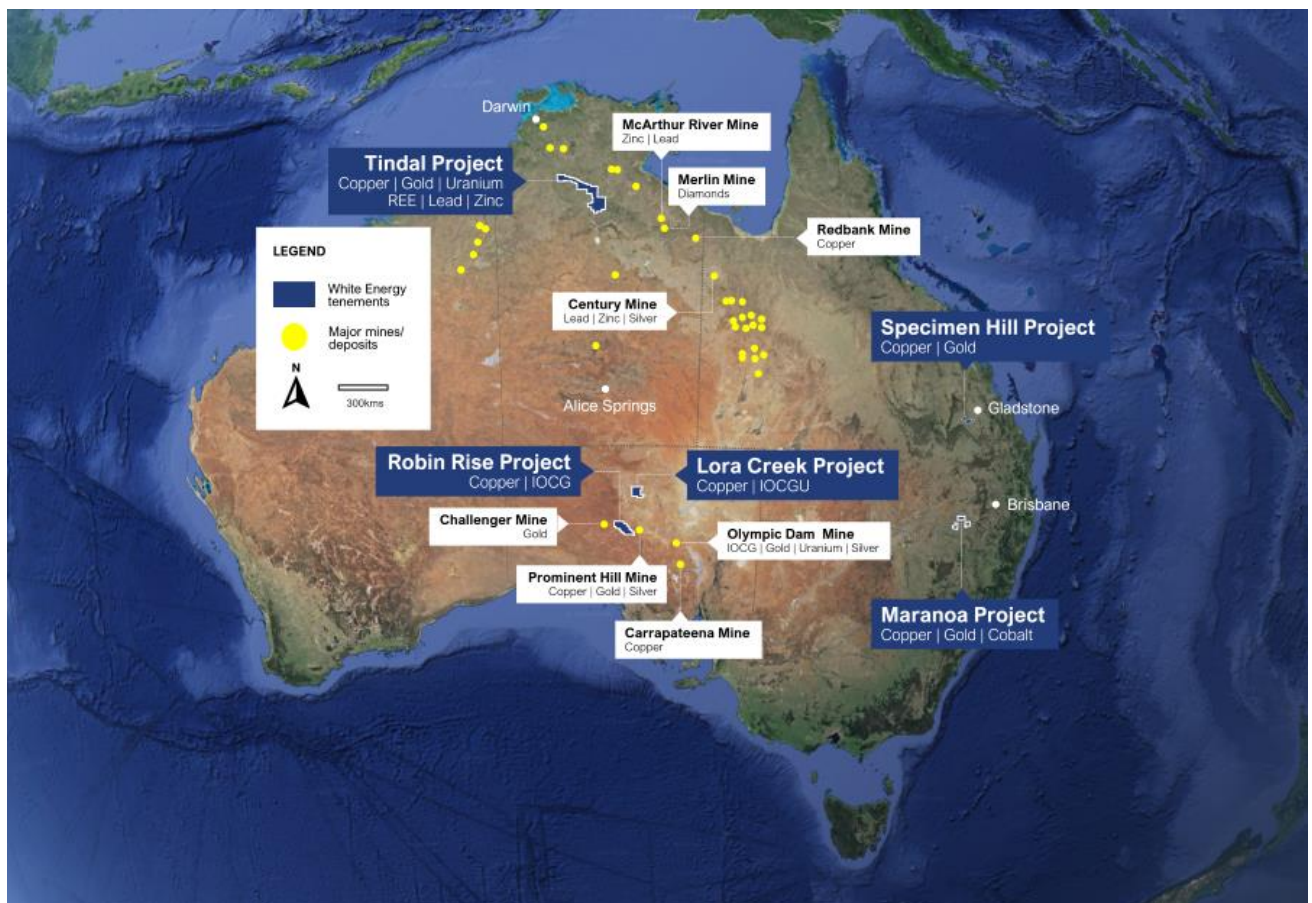 Darwin
McArthur River Mine
Zinc | Lead
Tindal Project
Copper | Gold | Uranium
REE | Lead | Zinc
Merlin Mine
Diamonds
Redbank Mine
Copper
LEGEND
White Energy
tenements
Major mines/
deposits
N
300kms
Century Mine
Lead | Zinc | Silver
Specimen Hill Project
Copper | Gold
Alice Springs
Gladstone
Robin Rise Project
Copper | IOCG
Lora Creek Project
Copper | IOCGU
Brisbane
Challenger Mine
Gold
Olympic Dam Mine
IOCG | Gold | Uranium | Silver
Prominent Hill Mine
Copper | Gold | Silver
Maranoa Project
Copper | Gold | Cobalt
Carrapateena Mine
Copper